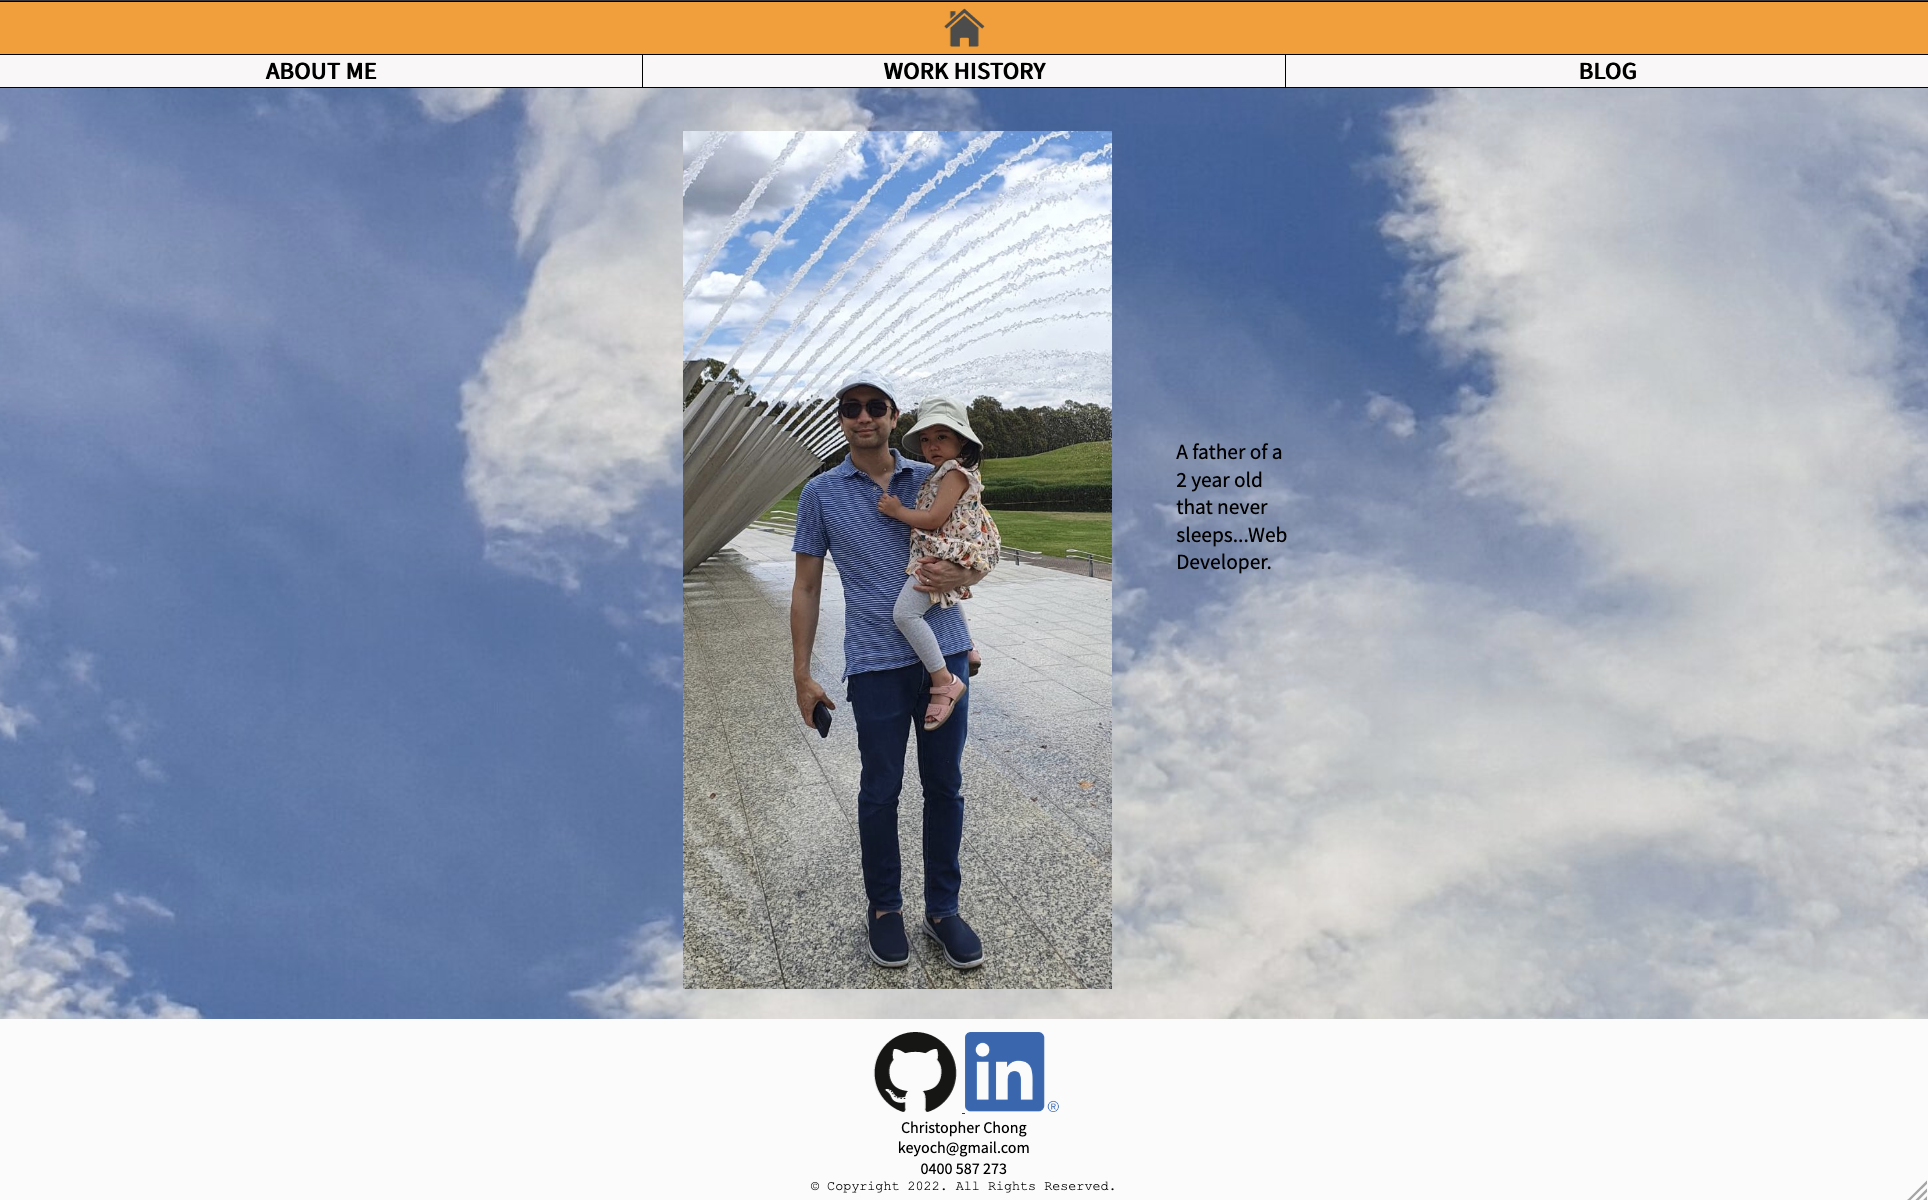 ABOUT ME
WORK HISTORY
BLOG
A father of a
2 year old
that never
sleeps...Web
Developer.
in
®
Christopher Chong
keyoch@gmail.com
0400 587 273
© Copyright 2022. All Rights Reserved.